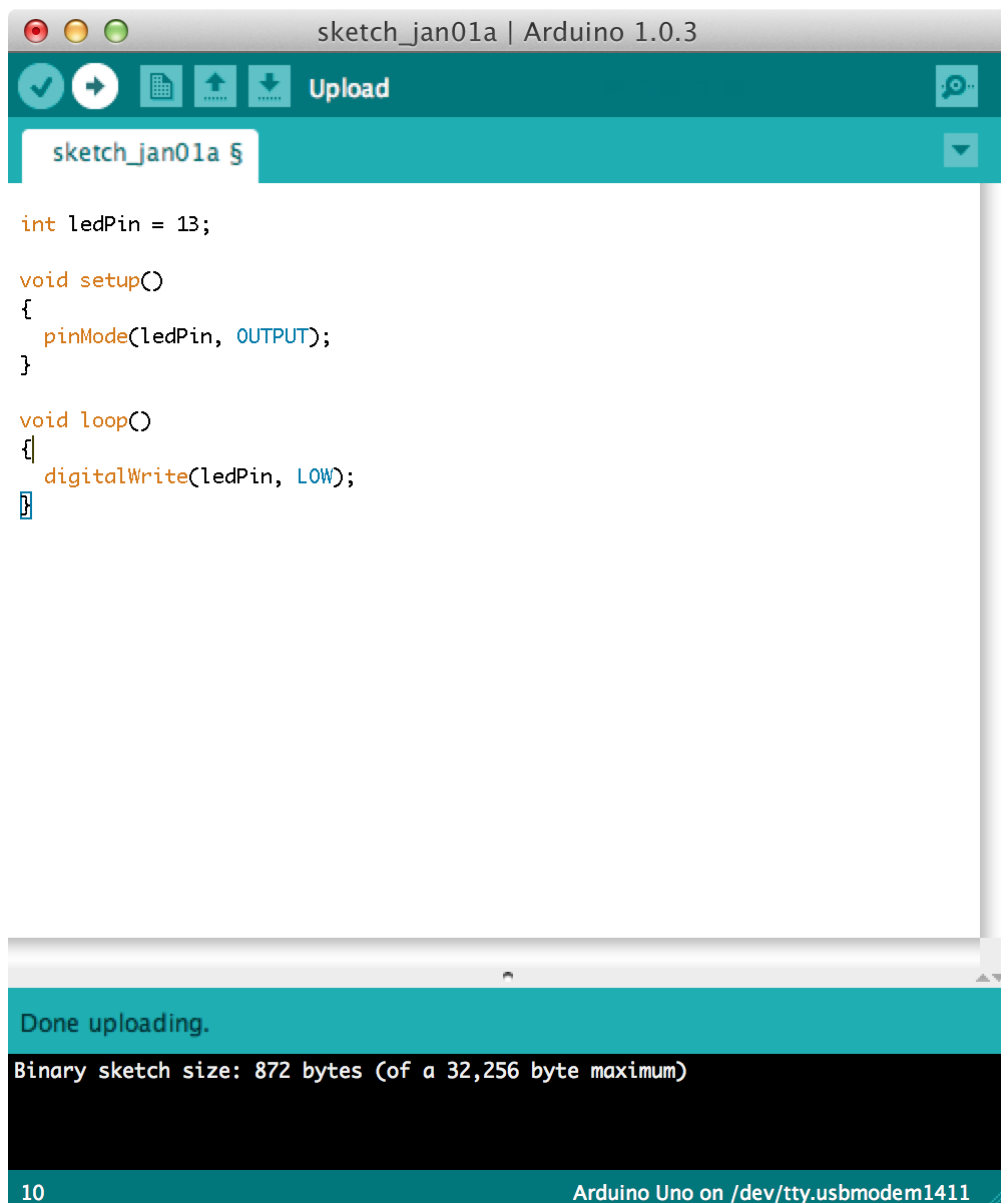 sketch_jan01a | Arduino 1.0.3
Upload
sketch_jan01a §
int ledPin = 13;
void setup()
{
  pinMode(ledPin, OUTPUT);
}
void loop()
{
  digitalWrite(ledPin, LOW);
}
Done uploading.
Binary sketch size: 872 bytes (of a 32,256 byte maximum)
10 Arduino Uno on /dev/tty.usbmodem1411